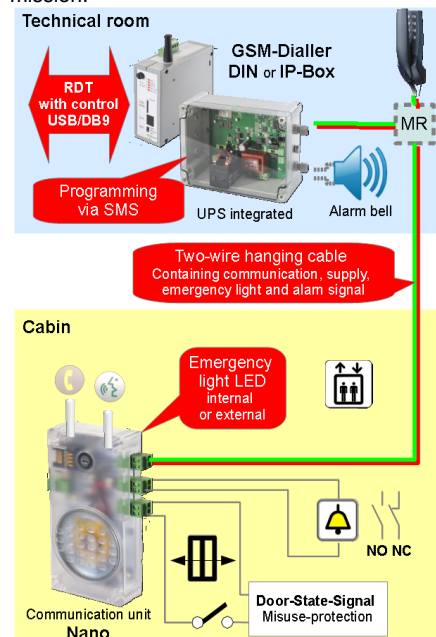 mission.
Technical room
GSM-Dialler
DIN or IP-Box
RDT
with control
USB/DB9
MR
Programming
via SMS
UPS integrated
Alarm bell
Two-wire hanging cable
Containing communication, supply,
emergency light and alarm signal
Cabin
Emergency
light LED
internal
or external
NO NC
Door-State-Signal
Misuse-protection
Communication unit
Nano